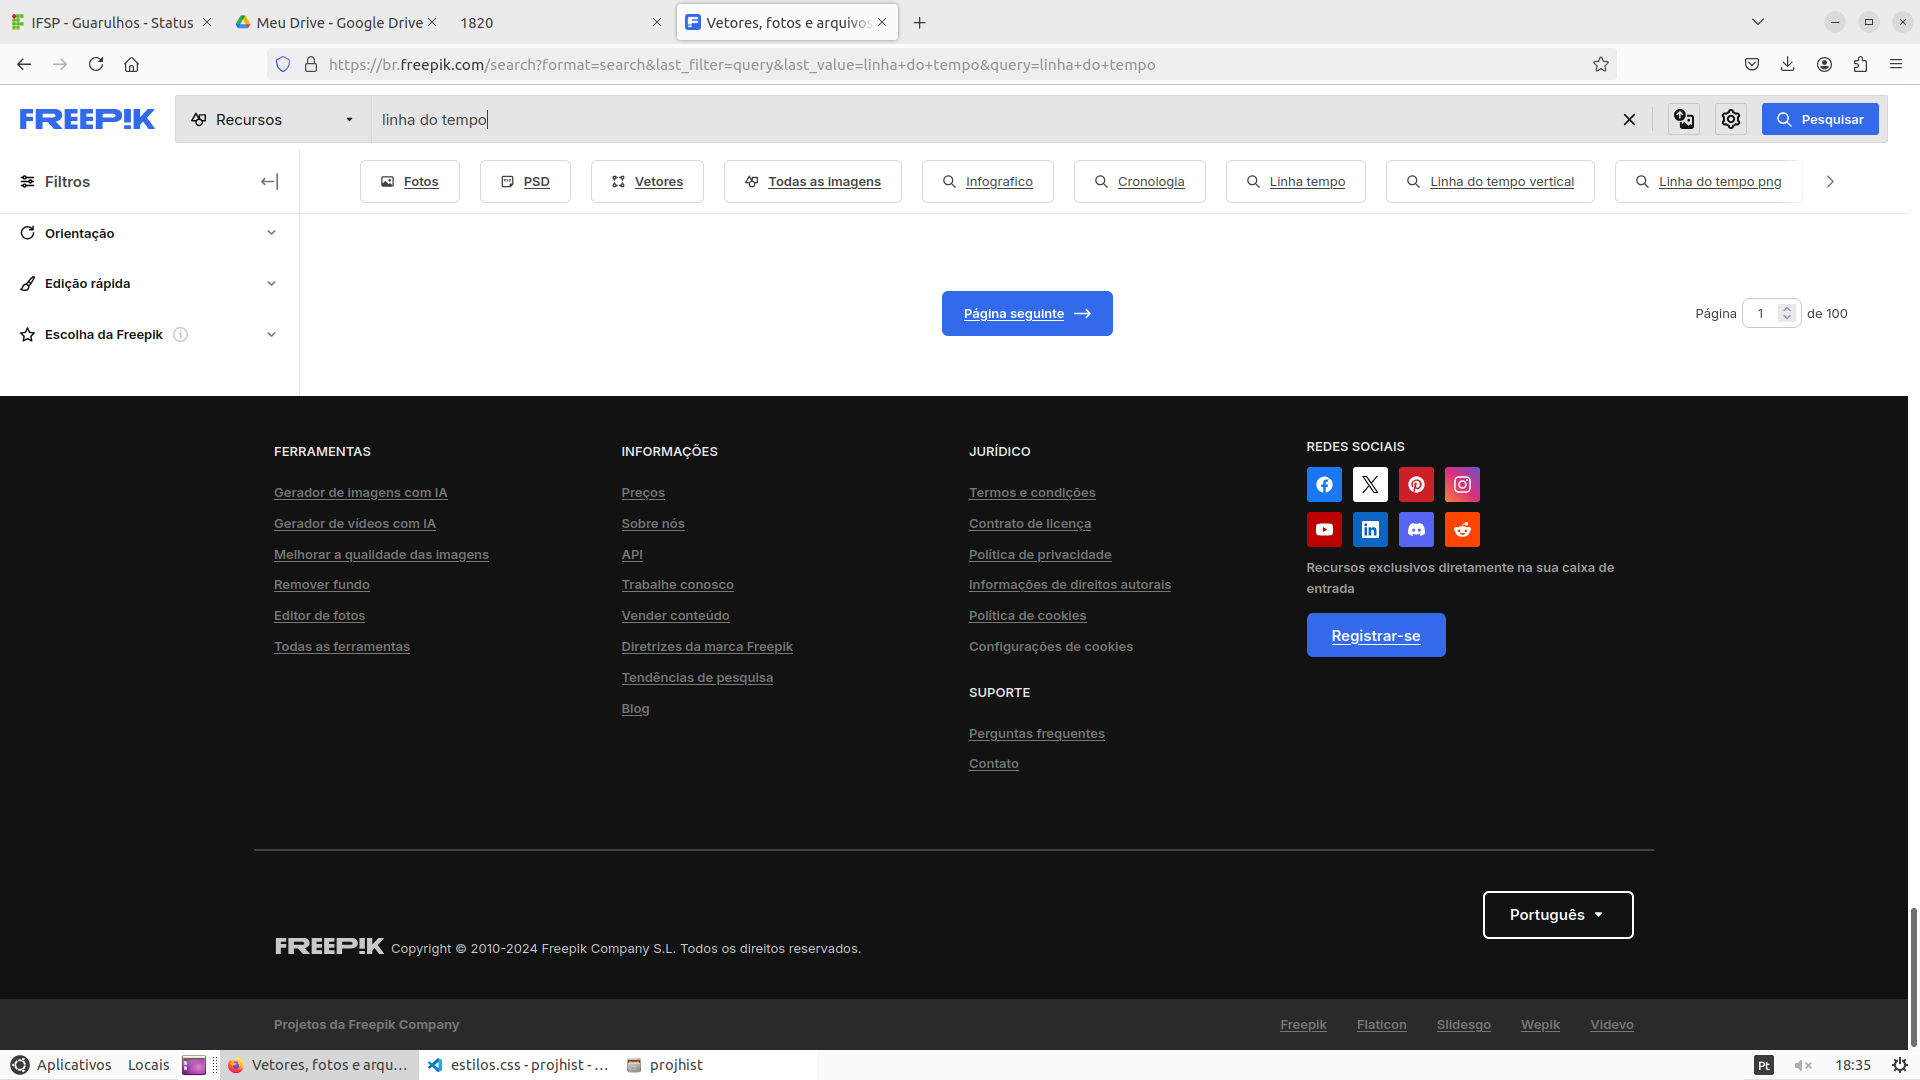 IFSP - Guarulhos - Status
Meu Drive - Google Drive
1820
Vetores, fotos e arquivos
https://br.freepik.com/search?format=search&last_filter=query&last_value=linha+do+tempo&query=linha+do+tempo
FREEPIK
Recursos
linha do tempo
Pesquisar
Filtros
Fotos
PSD
Vetores
Todas as imagens
Infografico
Cronologia
Linha tempo
Linha do tempo vertical
Linha do tempo png
Orientação
Edição rápida
Escolha da Freepik
Página seguinte
Página 1 de 100
FERRAMENTAS
Gerador de imagens com IA
Gerador de vídeos com IA
Melhorar a qualidade das imagens
Remover fundo
Editor de fotos
Todas as ferramentas
INFORMAÇÕES
Preços
Sobre nós
API
Trabalhe conosco
Vender conteúdo
Diretrizes da marca Freepik
Tendências de pesquisa
Blog
JURÍDICO
Termos e condições
Contrato de licença
Política de privacidade
Informações de direitos autorais
Política de cookies
Configurações de cookies
SUPORTE
Perguntas frequentes
Contato
REDES SOCIAIS
Recursos exclusivos diretamente na sua caixa de
entrada
Registrar-se
Português
FREEPIK Copyright © 2010-2024 Freepik Company S.L. Todos os direitos reservados.
Projetos da Freepik Company
Freepik
Flaticon
Slidesgo
Wepik
Videvo
Aplicativos
Locais
Vetores, fotos e arqu...
estilos.css - projhist - ...
projhist
Pt
18:35